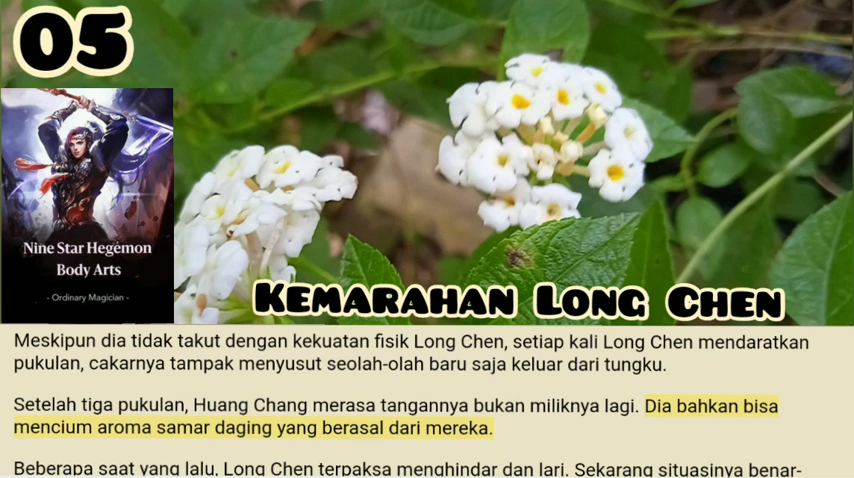 05
Nine Star Hegemon
Body Arts
- Ordinary Magician -
Kemarahan Long Chen
Meskipun dia tidak takut dengan kekuatan fisik Long Chen, setiap kali Long Chen mendaratkan
pukulan, cakarnya tampak menyusut seolah-olah baru saja keluar dari tungku.
Setelah tiga pukulan, Huang Chang merasa tangannya bukan miliknya lagi. Dia bahkan bisa
mencium aroma samar daging yang berasal dari mereka.
Beberapa saat yang lalu, Long Chen terpaksa menghindar dan lari. Sekarang situasinya benar-